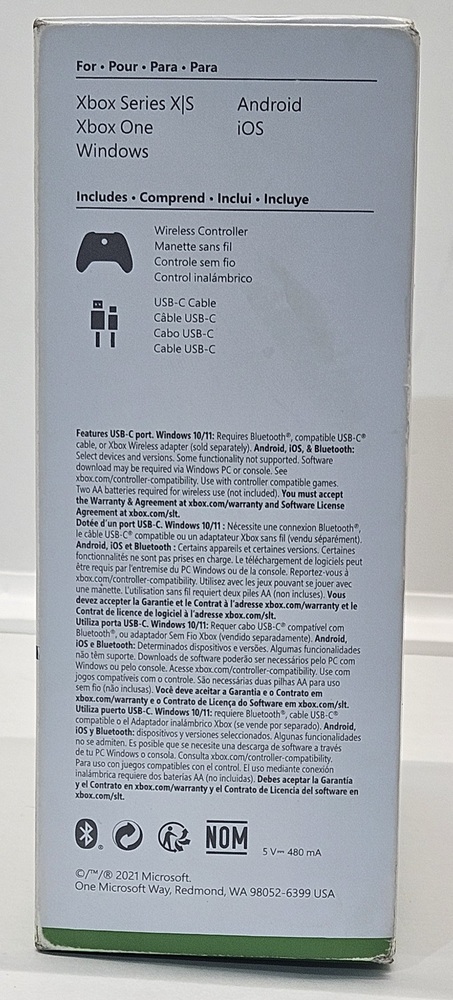 For • Pour • Para • Para
Xbox Series X|S
Xbox One
Windows
Android
iOS
Includes • Comprend • Inclui • Incluye
Wireless Controller
Manette sans fil
Controle sem fio
Control inalámbrico
USB-C Cable
Câble USB-C
Cabo USB-C
Cable USB-C
Features USB-C port. Windows 10/11: Requires Bluetooth®, compatible USB-C®
cable, or Xbox Wireless adapter (sold separately). Android, iOS, & Bluetooth:
Select devices and versions. Some functionality not supported. Software
download may be required via Windows PC or console. See
xbox.com/controller-compatibility. Use with controller compatible games.
Two AA batteries required for wireless use (not included). You must accept
the Warranty & Agreement at xbox.com/warranty and Software License
Agreement at xbox.com/slt.
Dotée d'un port USB-C. Windows 10/11 : Nécessite une connexion Bluetooth®,
le câble USB-C® compatible ou un adaptateur Xbox sans fil (vendu séparément).
Android, iOS et Bluetooth : Certains appareils et certaines versions. Certaines
fonctionnalités ne sont pas prises en charge. Le téléchargement de logiciels peut
être requis par l'entremise du PC Windows ou de la console. Reportez-vous à
xbox.com/controller-compatibility. Utilisez avec les jeux pouvant se jouer avec
une manette. L'utilisation sans fil requiert deux piles AA (non incluses). Vous
devez accepter la Garantie et le Contrat à l'adresse xbox.com/warranty et le
Contrat de licence de logiciel à l'adresse xbox.com/slt.
Utiliza porta USB-C. Windows 10/11: Requer cabo USB-C® compatível com
Bluetooth®, ou adaptador Sem Fio Xbox (vendido separadamente). Android,
iOS e Bluetooth: Determinados dispositivos e versões. Algumas funcionalidades
não têm suporte. Downloads de software poderão ser necessários pelo PC com
Windows ou pelo console. Acesse xbox.com/controller-compatibility. Use com
jogos compatíveis com o controle. São necessárias duas pilhas AA para uso
sem fio (não inclusas). Você deve aceitar a Garantia e o Contrato em
xbox.com/warranty e o Contrato de Licença do Software em xbox.com/slt.
Utiliza puerto USB-C. Windows 10/11: requiere Bluetooth®, cable USB-C®
compatible o el Adaptador inalámbrico Xbox (se vende por separado). Android,
iOS y Bluetooth: dispositivos y versiones seleccionados. Algunas funcionalidades
no se admiten. Es posible que se necesite una descarga de software a través
de tu PC Windows o consola. Consulta xbox.com/controller-compatibility.
Para uso con juegos compatibles con el control. El uso mediante conexión
inalámbrica requiere dos baterías AA (no incluidas). Debes aceptar la Garantía
y el Contrato en xbox.com/warranty y el Contrato de Licencia del software en
xbox.com/slt.
NOM
5 V⎓ 480 mA
©/™/® 2021 Microsoft.
One Microsoft Way, Redmond, WA 98052-6399 USA